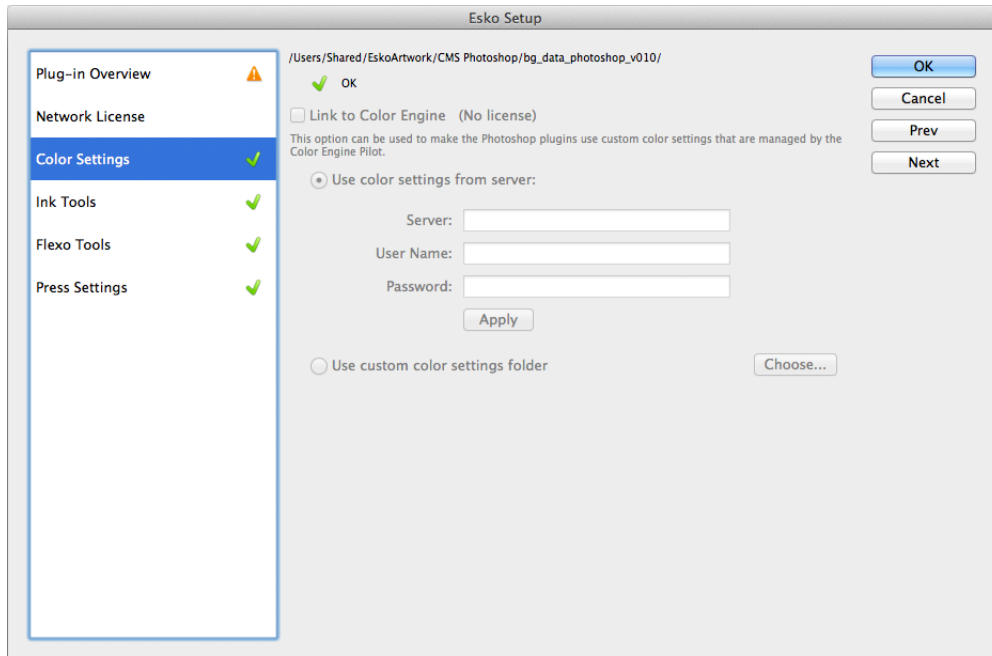 Esko Setup
Plug-in Overview
Network License
Color Settings
Ink Tools
Flexo Tools
Press Settings
/Users/Shared/EskoArtwork/CMS Photoshop/bg_data_photoshop_v010/
OK
Link to Color Engine (No license)
This option can be used to make the Photoshop plugins use custom color settings that are managed by the
Color Engine Pilot.
Use color settings from server:
Server:
User Name:
Password:
Apply
Use custom color settings folder
Choose...
OK
Cancel
Prev
Next